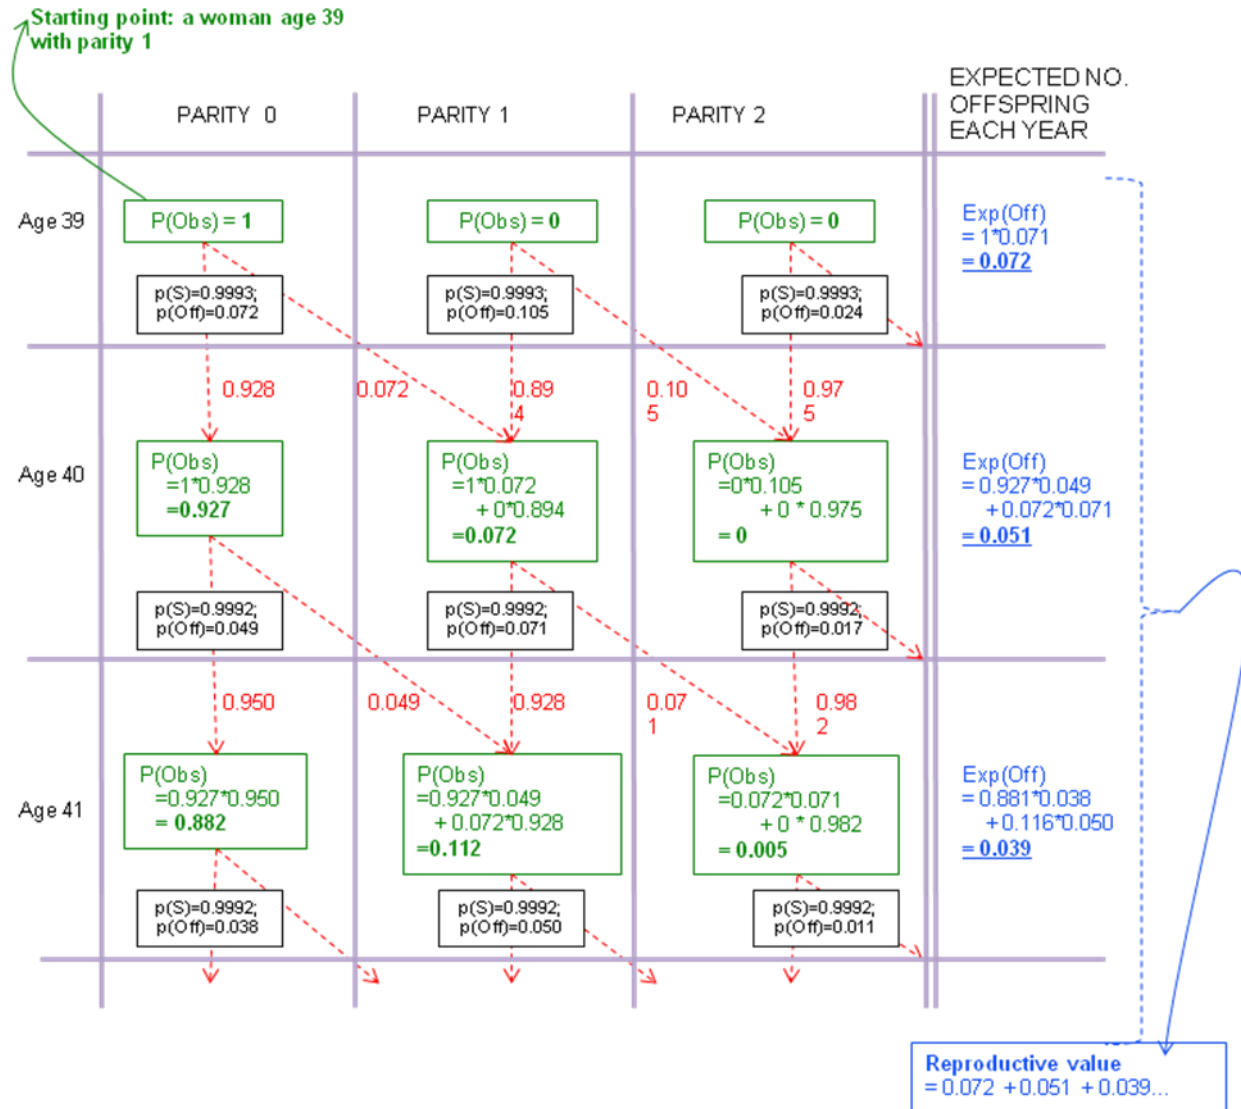 Starting point: a woman age 39
with parity 1
EXPECTED NO.
OFFSPRING
EACH YEAR
PARITY 0
PARITY 1
PARITY 2
Age 39
P(Obs) = 1
P(Obs) = 0
P(Obs) = 0
Exp(Off)
= 1*0.071
= 0.072
p(S)=0.9993;
p(Off)=0.072
p(S)=0.9993;
p(Off)=0.105
p(S)=0.9993;
p(Off)=0.024
0.928
0.072
0.89
4
0.10
5
0.97
5
Age 40
P(Obs)
=1*0.928
=0.927
P(Obs)
=1*0.072
+ 0*0.894
=0.072
P(Obs)
=0*0.105
+ 0 * 0.975
= 0
Exp(Off)
= 0.927*0.049
+ 0.072*0.071
= 0.051
p(S)=0.9992;
p(Off)=0.049
p(S)=0.9992;
p(Off)=0.071
p(S)=0.9992;
p(Off)=0.017
0.950
0.049
0.928
0.07
1
0.98
2
Age 41
P(Obs)
=0.927*0.950
= 0.882
P(Obs)
=0.927*0.049
+ 0.072*0.928
=0.112
P(Obs)
=0.072*0.071
+ 0 * 0.982
= 0.005
Exp(Off)
= 0.881*0.038
+0.116*0.050
= 0.039
p(S)=0.9992;
p(Off)=0.038
p(S)=0.9992;
p(Off)=0.050
p(S)=0.9992;
p(Off)=0.011
Reproductive value
= 0.072 +0.051 + 0.039...